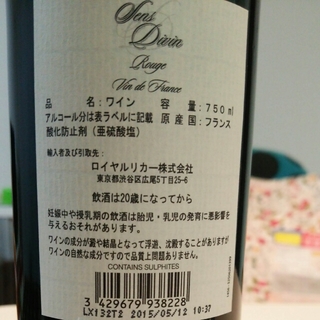 Sens
Divin
Rouge
Vin de France
品 名：ワイン 容 量：750ml
アルコール分は表ラベルに記載 原 産 国：フランス
酸化防止剤（亜硫酸塩）
輸入者及び引取先：
ロイヤルリカー株式会社
東京都渋谷区広尾5丁目25-6
飲酒は20歳になってから
妊娠中や授乳期の飲酒は胎児・乳児の発育に悪影響を
与えるおそれがあります。
ワインの成分が澱や結晶となって浮遊、沈殿することがありますが
ワインの自然な成分ですので品質上問題ありません。
CONTAINS SULPHITES
3 429679 938228
LX132T2 2015/05/12 10:37